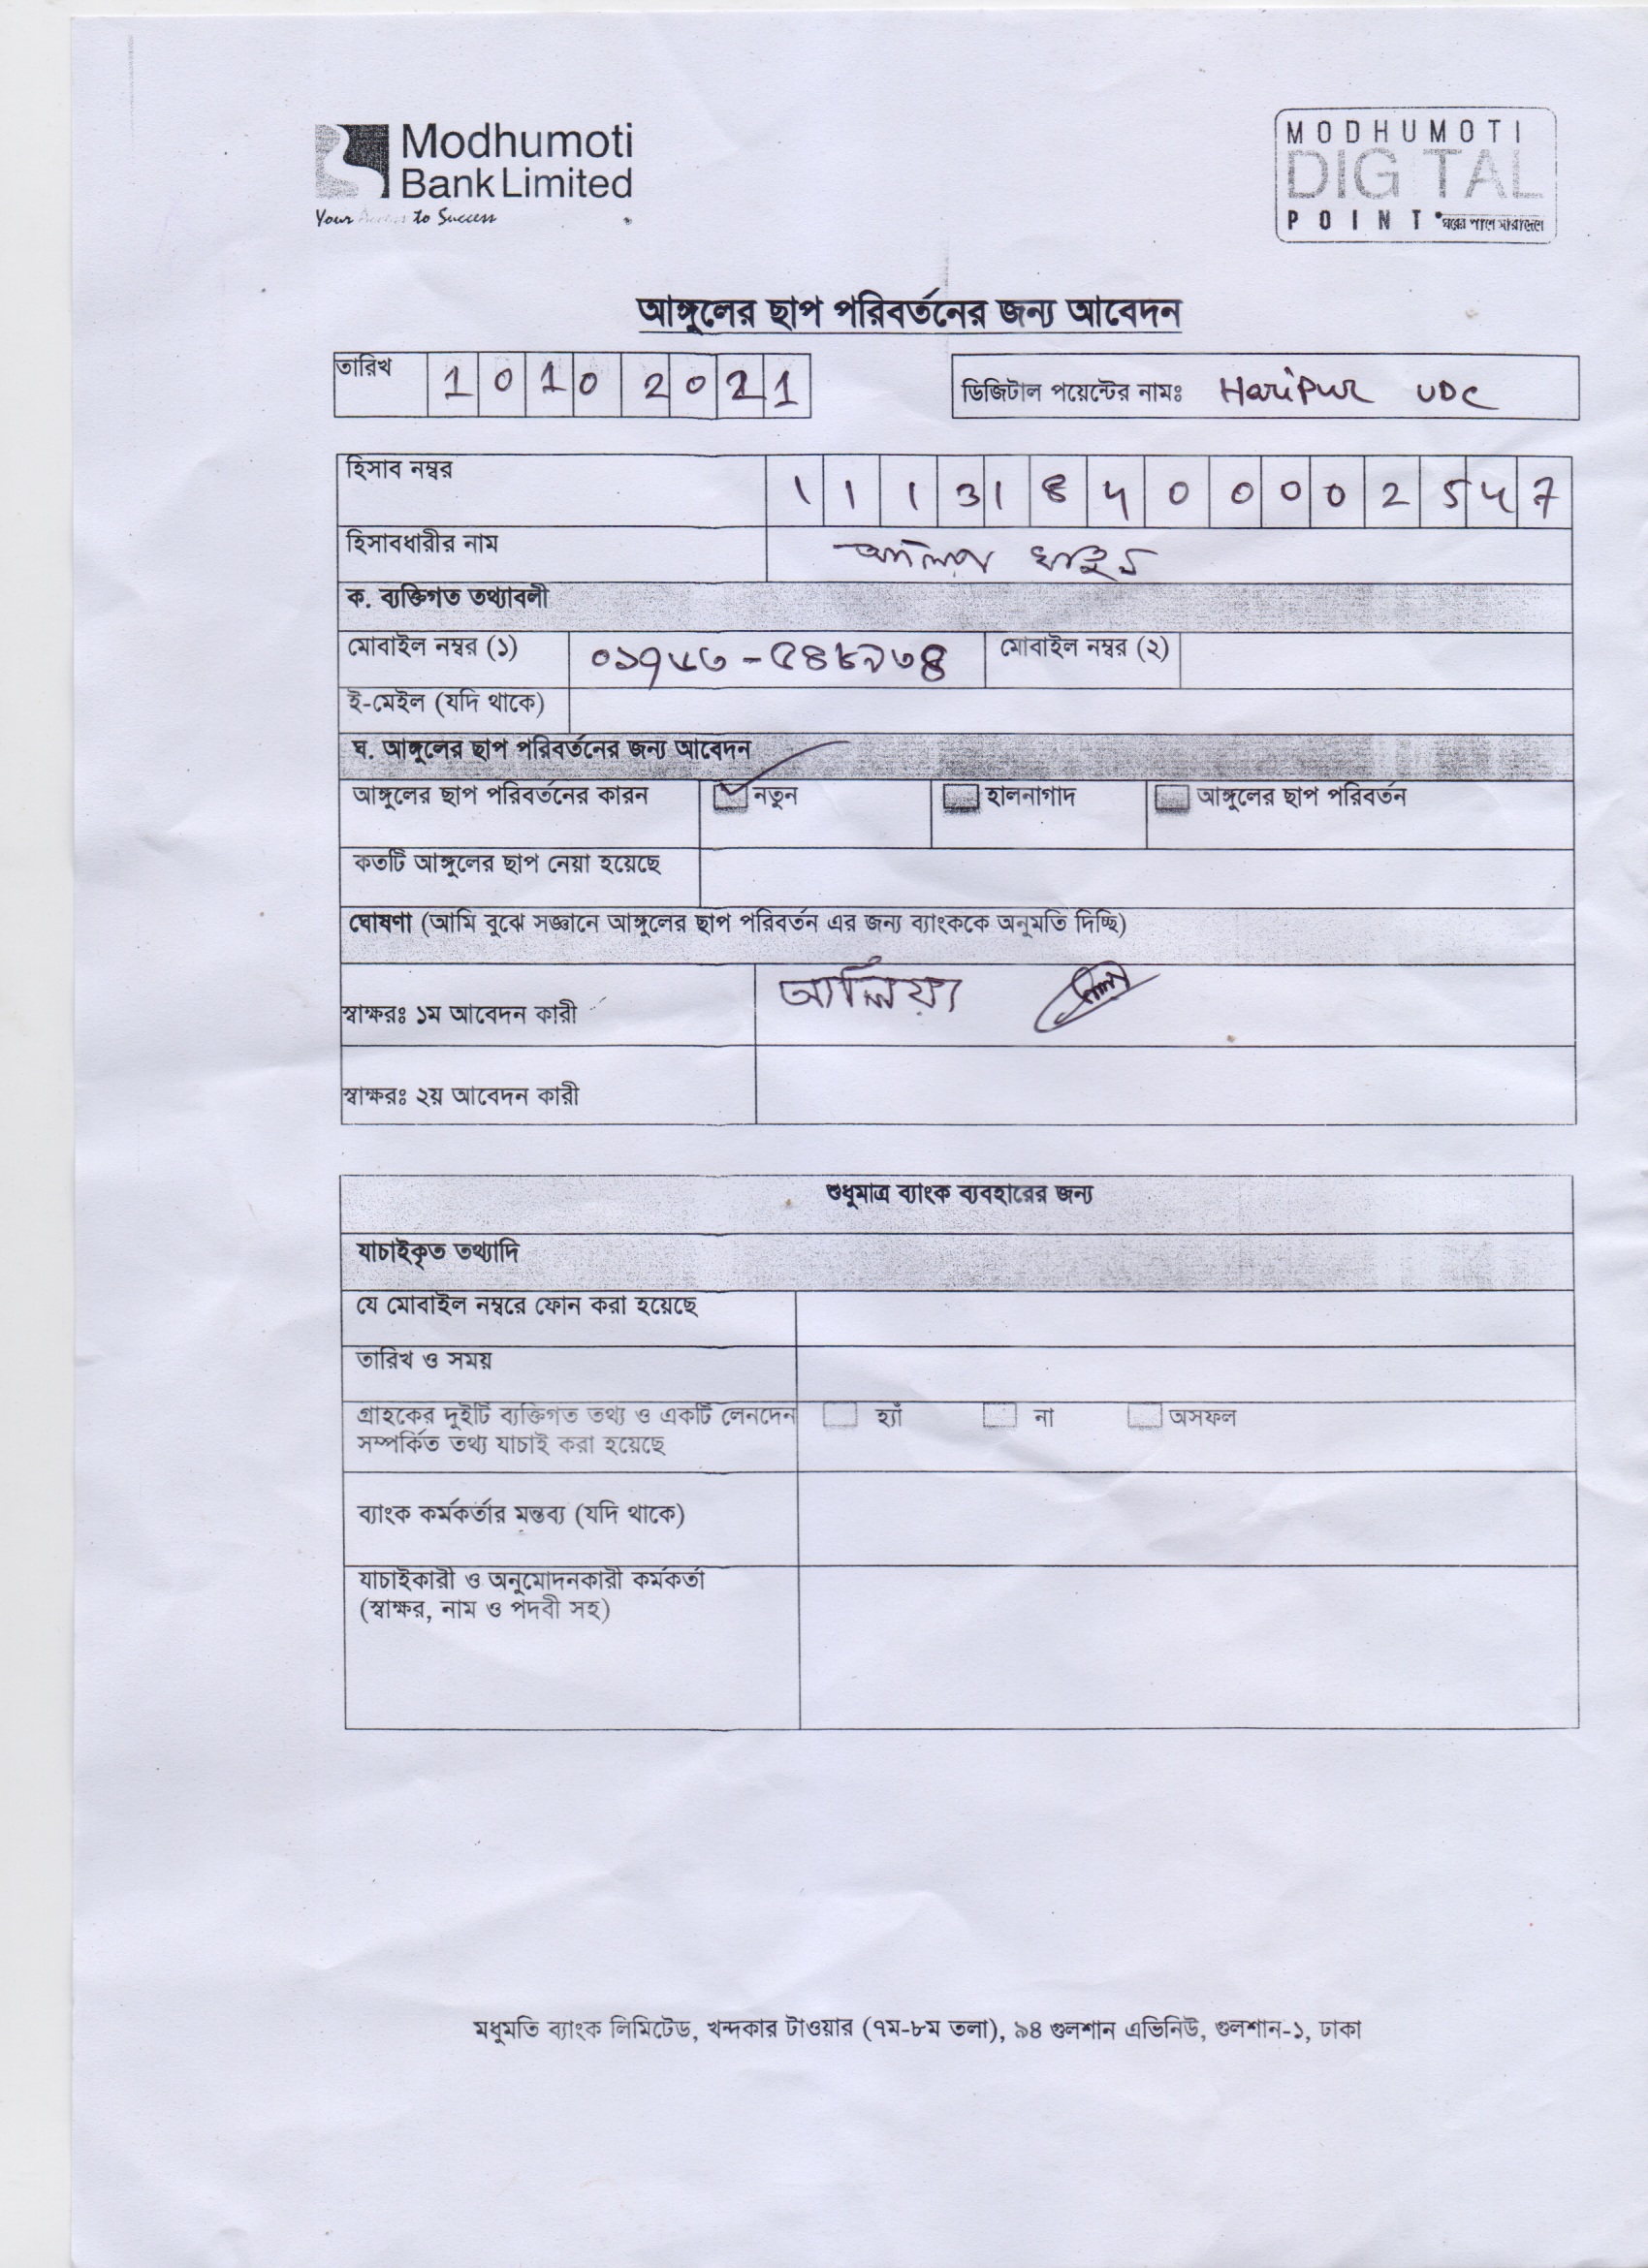 Modhumoti
Bank Limited
Your Access to Success
MODHUMOTI
DIGITAL
POINT
আঙ্গুলের ছাপ পরিবর্তনের জন্য আবেদন
তারিখ 1 0 1 0 2 0 2 1
ডিজিটাল পয়েন্টের নামঃ Haripur UDC
হিসাব নম্বর 1 1 1 3 1 8 4 0 0 0 0 2 5 4 7
হিসাবধারীর নাম
ক. ব্যক্তিগত তথ্যাবলী
মোবাইল নম্বর (১) মোবাইল নম্বর (২)
ই-মেইল (যদি থাকে)
ঘ. আঙ্গুলের ছাপ পরিবর্তনের জন্য আবেদন
আঙ্গুলের ছাপ পরিবর্তনের কারন নতুন হালনাগাদ আঙ্গুলের ছাপ পরিবর্তন
কতটি আঙ্গুলের ছাপ নেয়া হয়েছে
ঘোষণা (আমি বুঝে সজ্ঞানে আঙ্গুলের ছাপ পরিবর্তন এর জন্য ব্যাংককে অনুমতি দিচ্ছি)
স্বাক্ষরঃ ১ম আবেদন কারী আলিয়া
স্বাক্ষরঃ ২য় আবেদন কারী
শুধুমাত্র ব্যাংক ব্যবহারের জন্য
যাচাইকৃত তথ্যাদি
যে মোবাইল নম্বরে ফোন করা হয়েছে
তারিখ ও সময়
গ্রাহকের দুইটি ব্যক্তিগত তথ্য ও একটি লেনদেন হ্যাঁ না অসফল
সম্পর্কিত তথ্য যাচাই করা হয়েছে
ব্যাংক কর্মকর্তার মন্তব্য (যদি থাকে)
যাচাইকারী ও অনুমোদনকারী কর্মকর্তা
(স্বাক্ষর, নাম ও পদবী সহ)
মধুমতি ব্যাংক লিমিটেড, খন্দকার টাওয়ার (৭ম-৮ম তলা), ৯৪ গুলশান এভিনিউ, গুলশান-১, ঢাকা